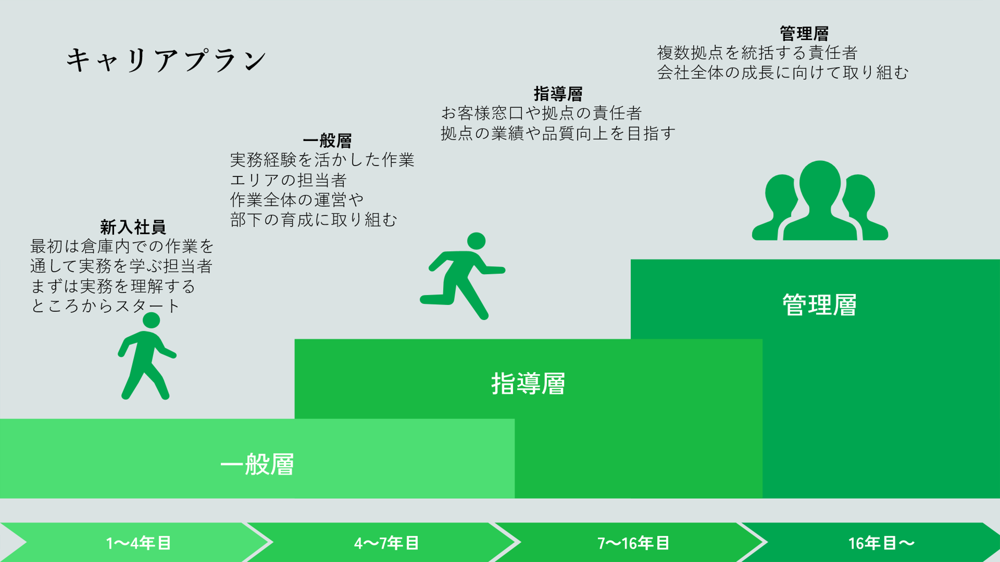 キャリアプラン
新入社員
最初は倉庫内での作業を
通して実務を学ぶ担当者
まずは実務を理解する
ところからスタート
一般層
実務経験を活かした作業
エリアの担当者
作業全体の運営や
部下の育成に取り組む
指導層
お客様窓口や拠点の責任者
拠点の業績や品質向上を目指す
管理層
複数拠点を統括する責任者
会社全体の成長に向けて取り組む
一般層
指導層
管理層
1〜4年目
4〜7年目
7〜16年目
16年目〜